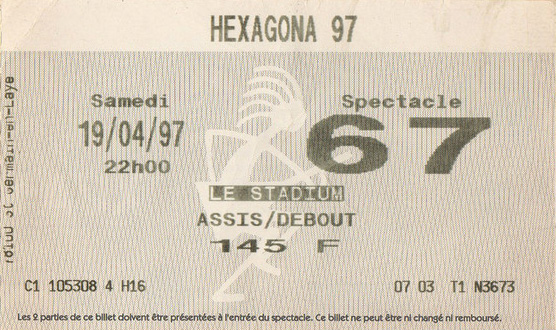 HEXAGONA 97
Samedi
19/04/97
22h00
Spectacle
67
LE STADIUM
ASSIS/DEBOUT
145 F
C1 105308 4 H16
07 03 T1 N3673
Les 2 parties de ce billet doivent être présentées à l'entrée du spectacle. Ce billet ne peut être ni changé ni remboursé.